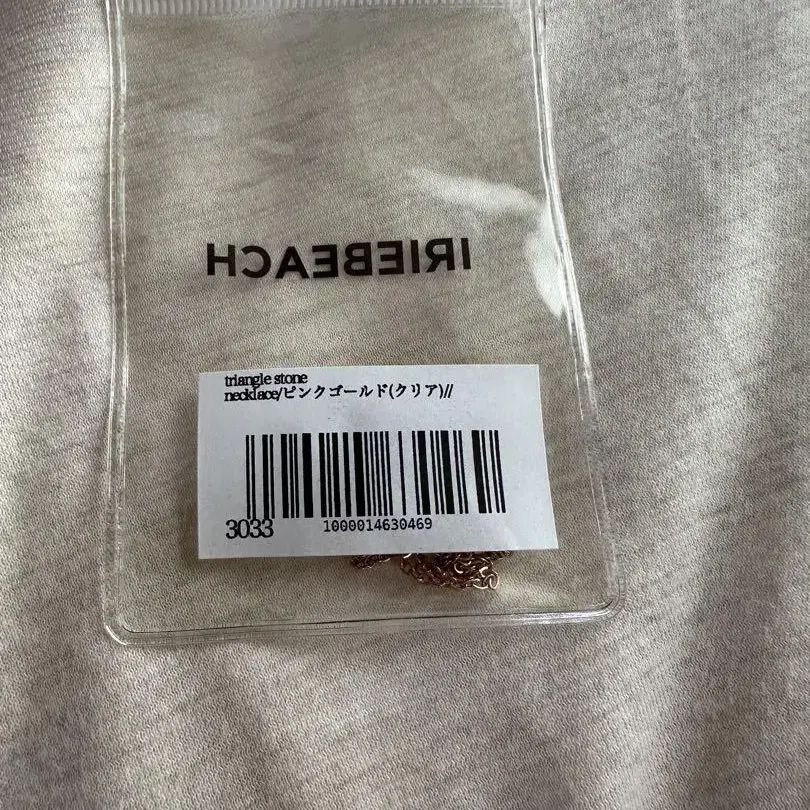 IRIEBEACH
triangle stone
necklace/ピンクゴールド(クリア)//
3033
1000014630469